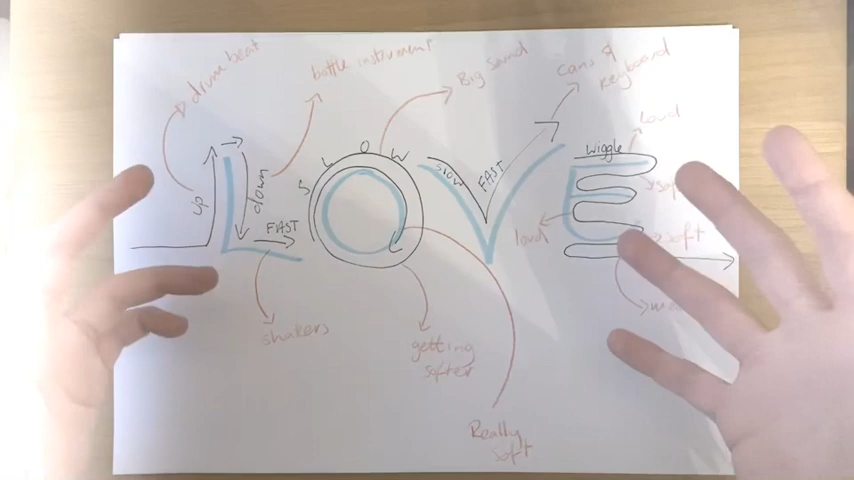 drum beat
bottle instrument
Big sound
cans &
keyboard
loud
up
down
FAST
SLOW
LOVE
slow
FAST
wiggle
soft
loud
soft
shakers
getting
softer
Really
soft